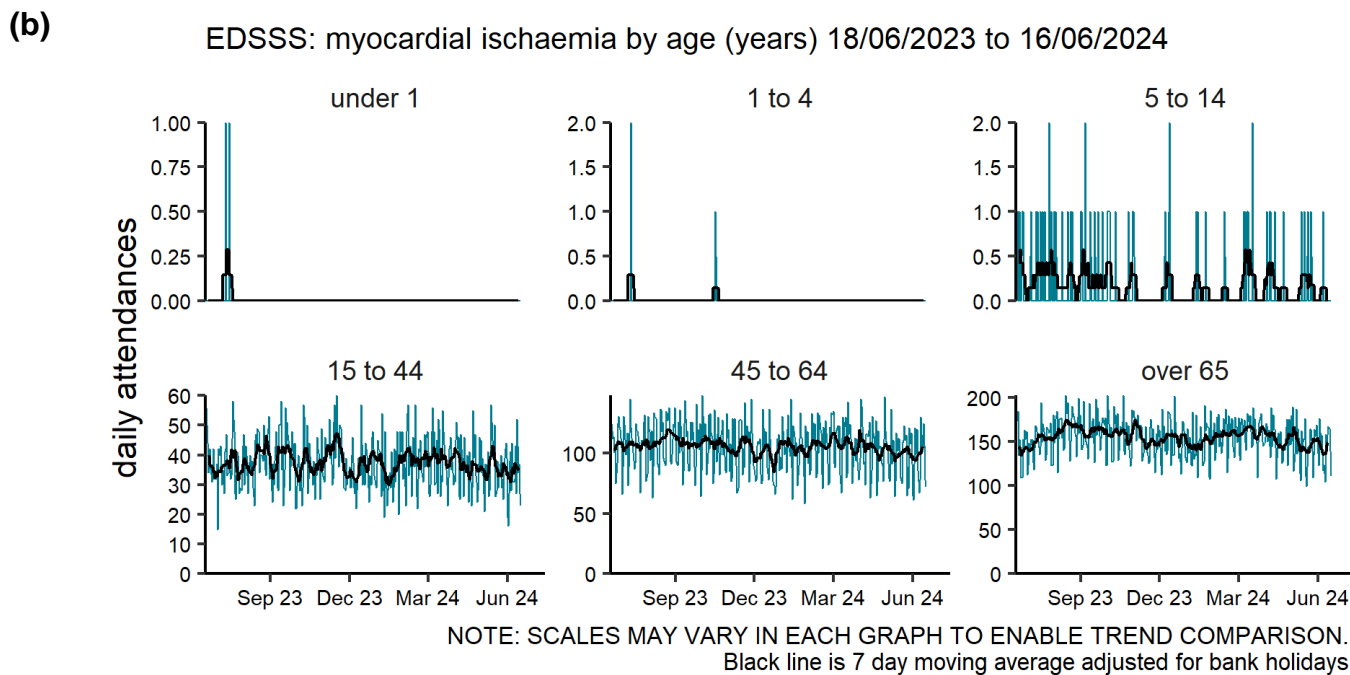 (b)
EDSSS: myocardial ischaemia by age (years) 18/06/2023 to 16/06/2024
daily attendances
under 1
1.00
0.75
0.50
0.25
0.00
1 to 4
2.0
1.5
1.0
0.5
0.0
5 to 14
2.0
1.5
1.0
0.5
0.0
15 to 44
60
50
40
30
20
10
0
Sep 23 Dec 23 Mar 24 Jun 24
45 to 64
100
50
0
Sep 23 Dec 23 Mar 24 Jun 24
over 65
200
150
100
50
0
Sep 23 Dec 23 Mar 24 Jun 24
NOTE: SCALES MAY VARY IN EACH GRAPH TO ENABLE TREND COMPARISON.
Black line is 7 day moving average adjusted for bank holidays